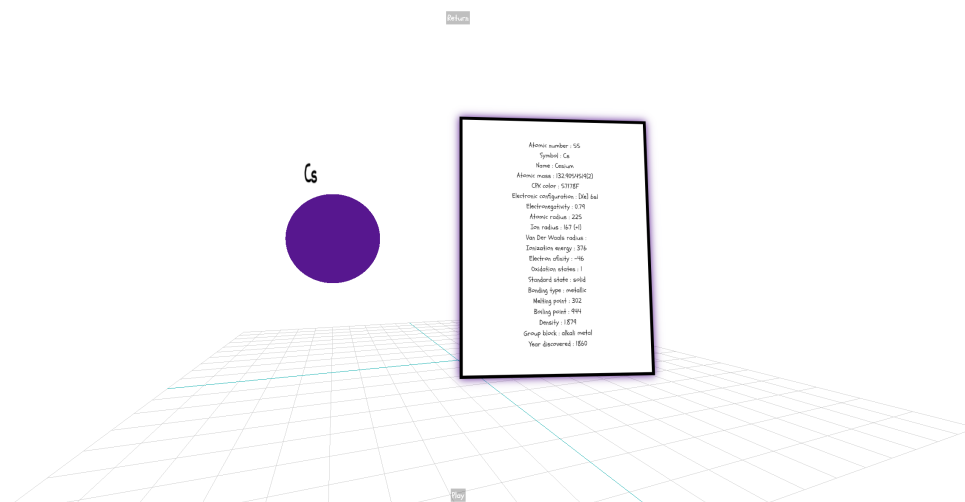 Return
Cs
Atomic number : 55
Symbol : Cs
Name : Cesium
Atomic mass : 132.9054519(2)
CPK color : 57178F
Electronic configuration : [Xe] 6s1
Electronegativity : 0.79
Atomic radius : 225
Ion radius : 167 (+1)
Van Der Waals radius :
Ionization energy : 376
Electron afinity : -46
Oxidation states : 1
Standard state : solid
Bonding type : metallic
Melting point : 302
Boiling point : 944
Density : 1.879
Group block : alkali metal
Year discovered : 1860
Play